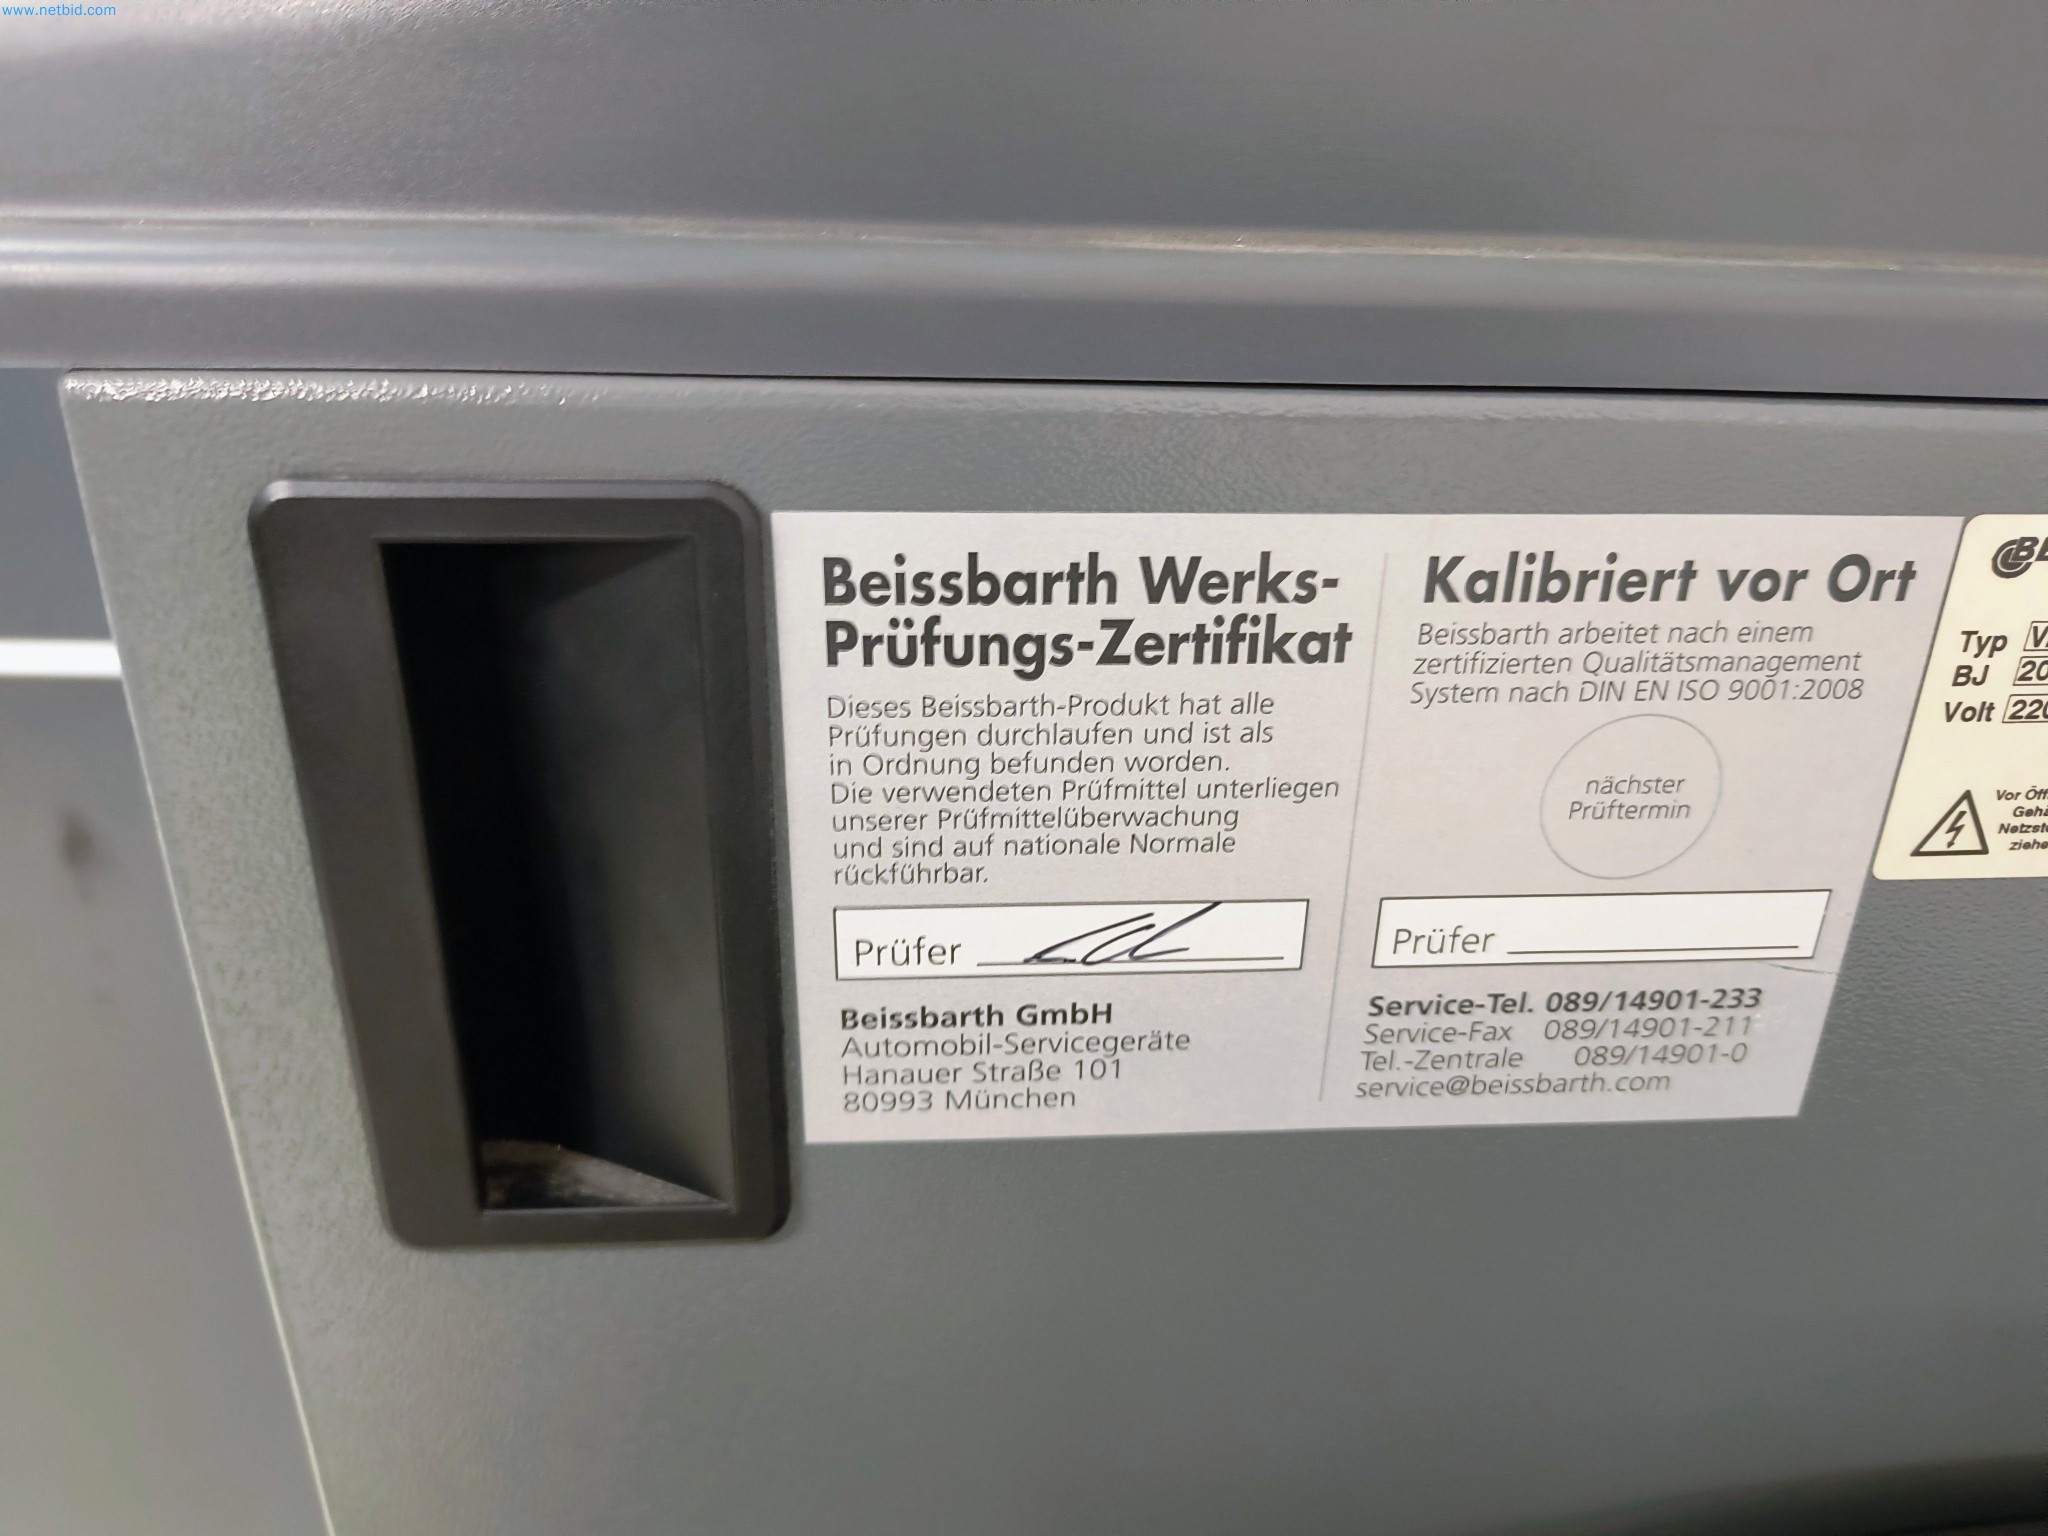 www.netbid.com
Beissbarth Werks-
Prüfungs-Zertifikat
Dieses Beissbarth-Produkt hat alle
Prüfungen durchlaufen und ist als
in Ordnung befunden worden.
Die verwendeten Prüfmittel unterliegen
unserer Prüfmittelüberwachung
und sind auf nationale Normale
rückführbar.
Prüfer
Beissbarth GmbH
Automobil-Servicegeräte
Hanauer Straße 101
80993 München
Kalibriert vor Ort
Beissbarth arbeitet nach einem
zertifizierten Qualitätsmanagement
System nach DIN EN ISO 9001:2008
nächster
Prüftermin
Prüfer
Service-Tel. 089/14901-233
Service-Fax 089/14901-211
Tel.-Zentrale 089/14901-0
service@beissbarth.com
Typ
BJ
Volt
Vor